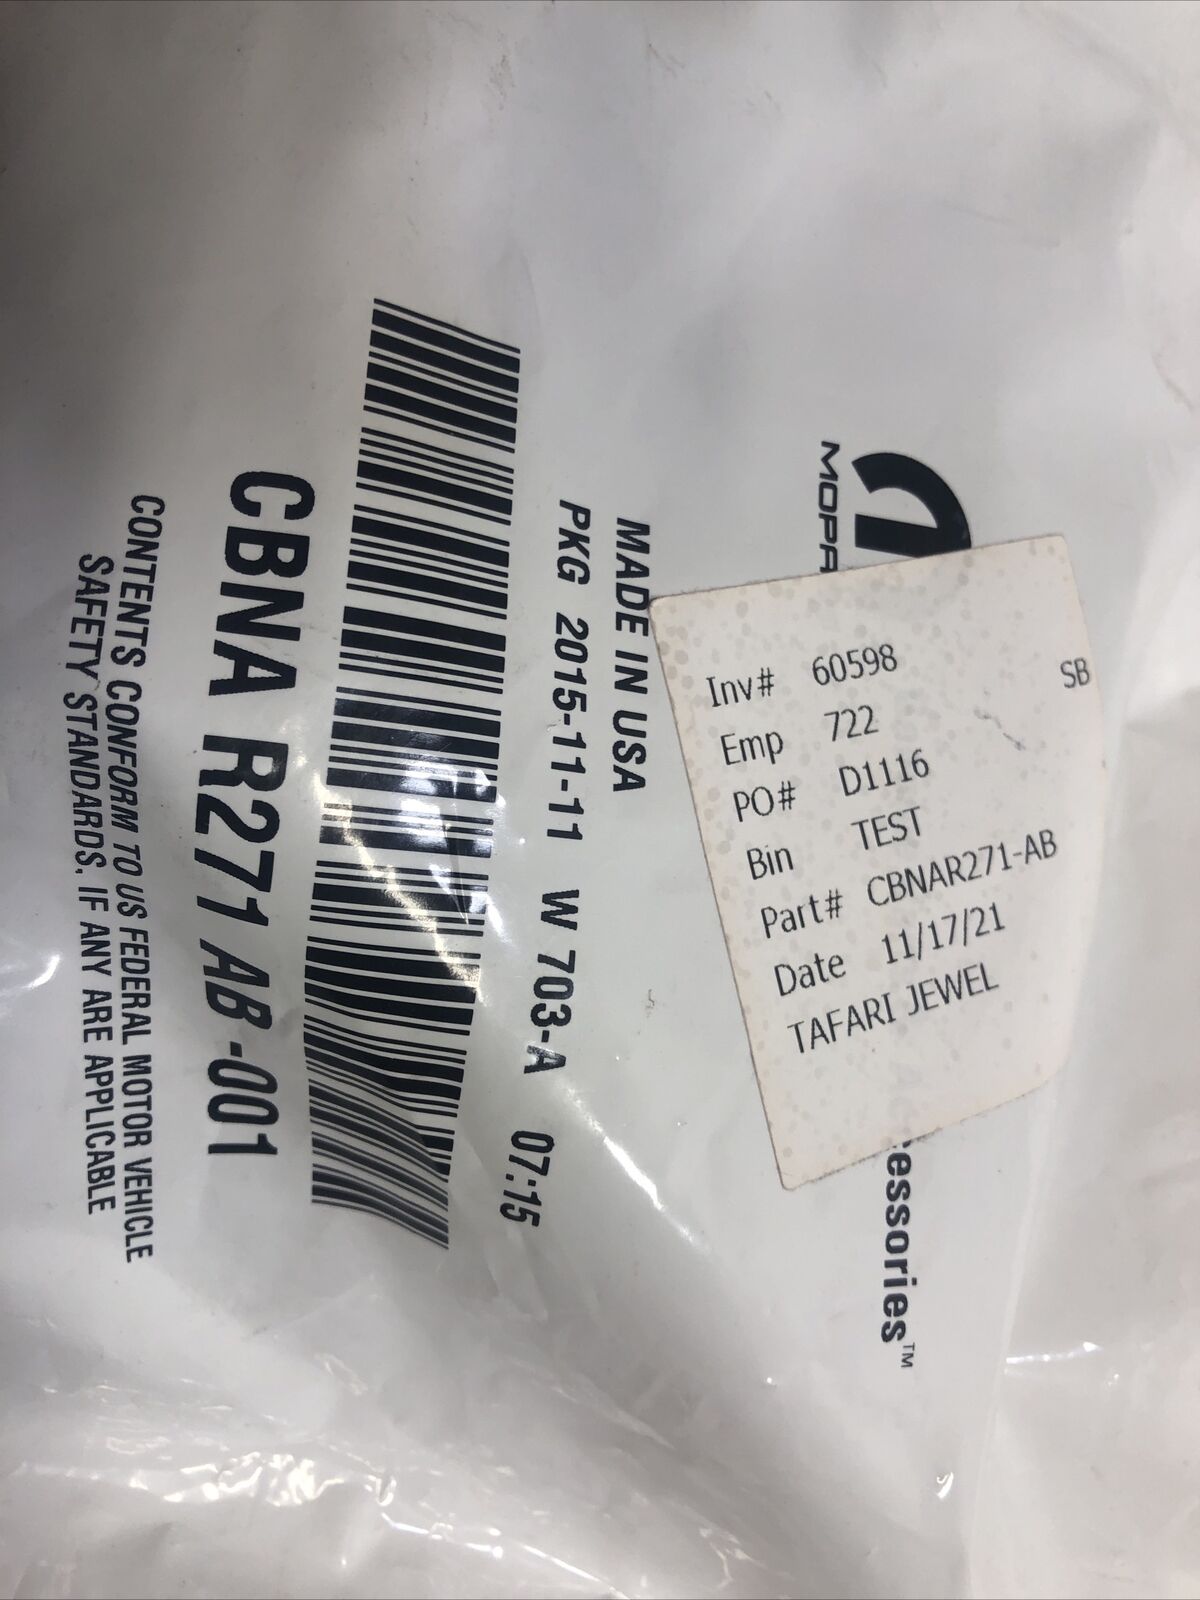 MOPA
essories™
MADE IN USA
PKG 2015-11-11 W 703-A 07:15
CBNA R271 AB -001
CONTENTS CONFORM TO US FEDERAL MOTOR VEHICLE
SAFETY STANDARDS, IF ANY ARE APPLICABLE
SB
Inv# 60598
Emp 722
PO# D1116
Bin TEST
Part# CBNAR271-AB
Date 11/17/21
TAFARI JEWEL